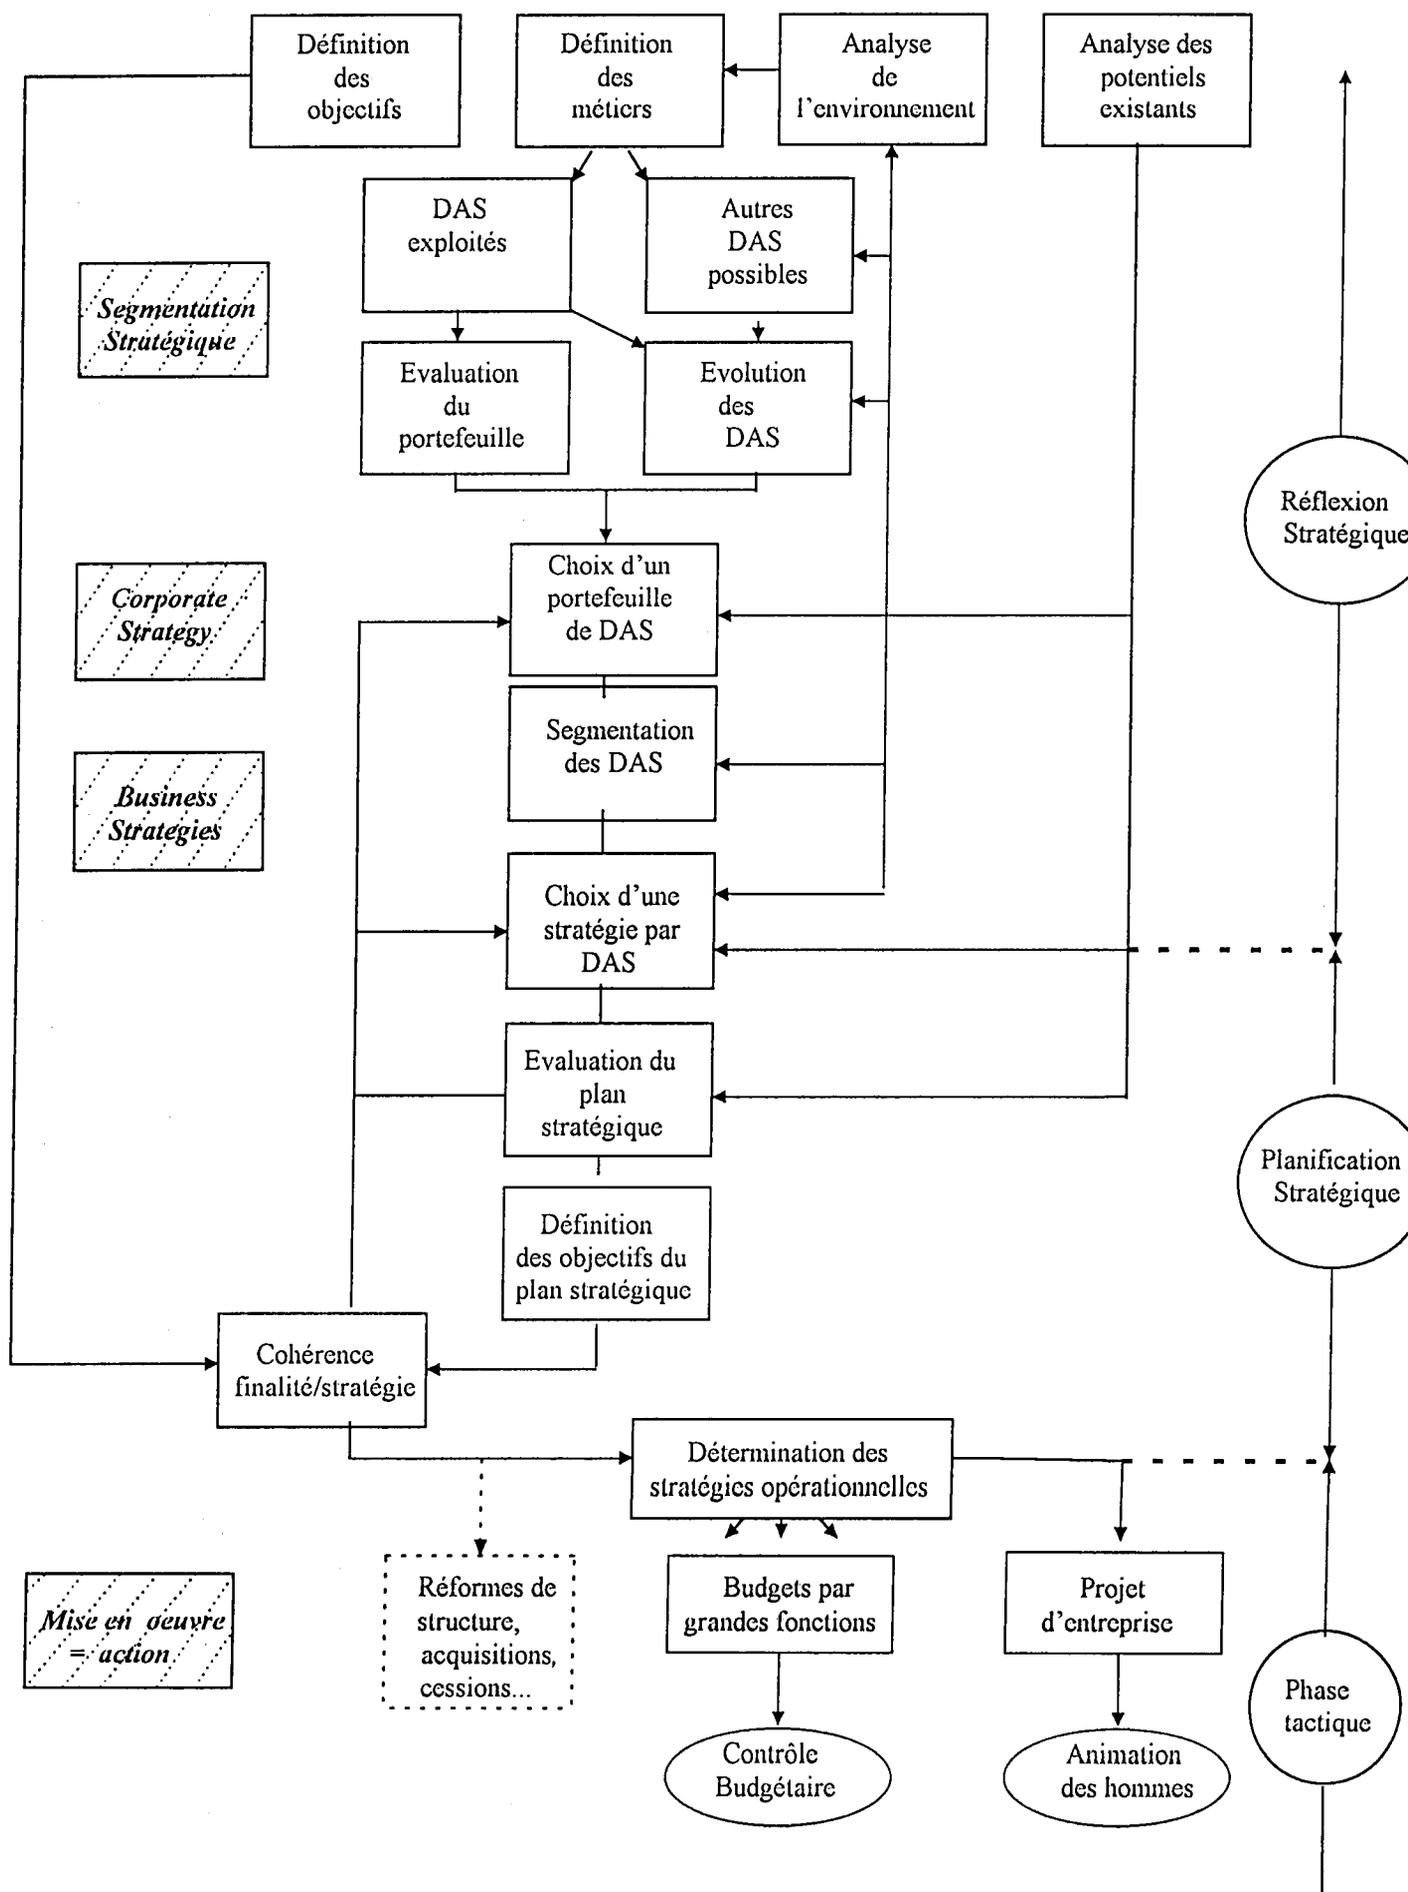 Définition
des
objectifs
Définition
des
métiers
Analyse
de
l'environnement
Analyse des
potentiels
existants
DAS
exploités
Autres
DAS
possibles
Segmentation
Stratégique
Evaluation
du
portefeuille
Evolution
des
DAS
Réflexion
Stratégique
Choix d'un
portefeuille
de DAS
Corporate
Strategy
Segmentation
des DAS
Business
Strategies
Choix d'une
stratégie par
DAS
Evaluation du
plan
stratégique
Planification
Stratégique
Définition
des objectifs du
plan stratégique
Cohérence
finalité/stratégie
Détermination des
stratégies opérationnelles
Mise en oeuvre
= action
Réformes de
structure,
acquisitions,
cessions...
Budgets par
grandes fonctions
Projet
d'entreprise
Phase
tactique
Contrôle
Budgétaire
Animation
des hommes